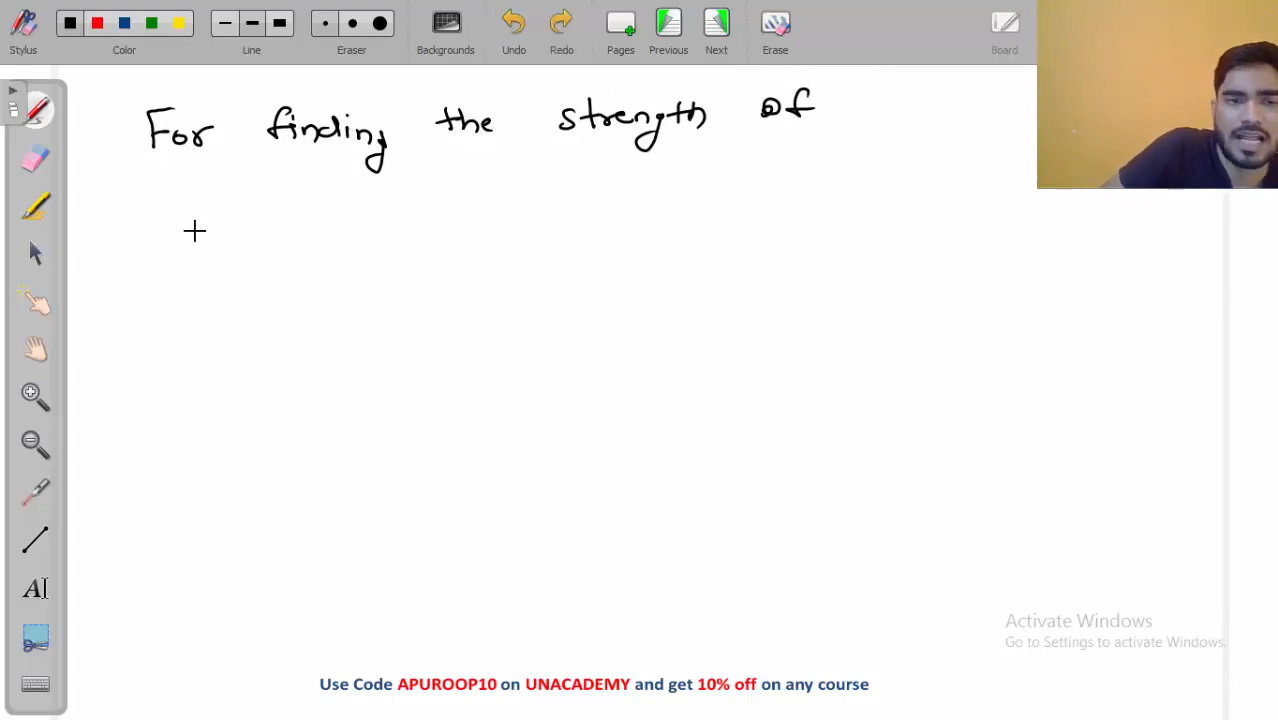 Stylus
Color
Line
Eraser
Backgrounds
Undo
Redo
Pages
Previous
Next
Erase
Board
For finding the strength of
A
Activate Windows
Go to Settings to activate Windows.
Use Code APUROOP10 on UNACADEMY and get 10% off on any course